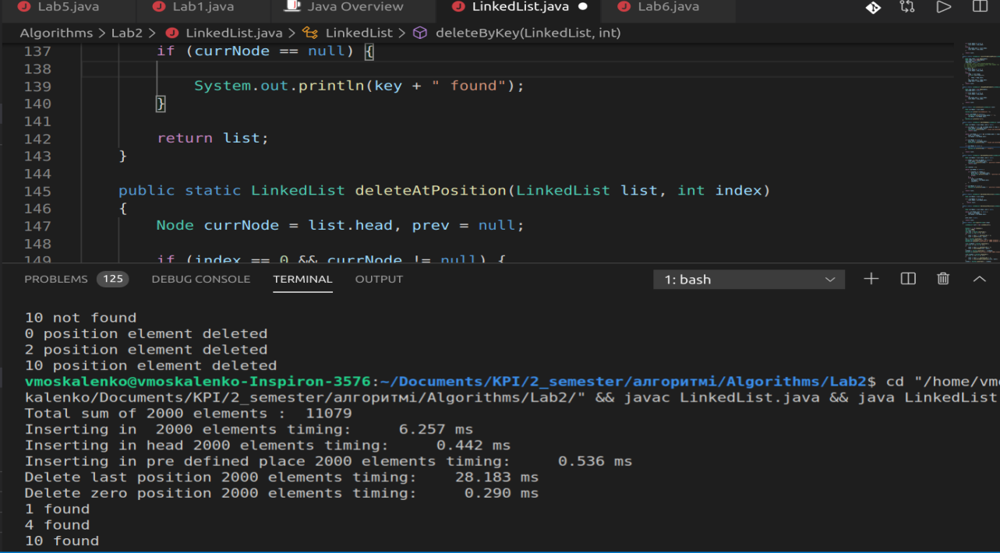 Lab5.java Lab1.java Java Overview LinkedList.java ● Lab6.java
Algorithms > Lab2 > LinkedList.java > LinkedList > deleteByKey(LinkedList, int)
137 if (currNode == null) {
138
139 System.out.println(key + " found");
140 }
141
142 return list;
143 }
144
145 public static LinkedList deleteAtPosition(LinkedList list, int index)
146 {
147 Node currNode = list.head, prev = null;
148
149 if (index == 0 && currNode != null) {
PROBLEMS 125 DEBUG CONSOLE TERMINAL OUTPUT 1: bash
10 not found
0 position element deleted
2 position element deleted
10 position element deleted
vmoskalenko@vmoskalenko-Inspiron-3576:~/Documents/KPI/2_semester/алгоритмі/Algorithms/Lab2$ cd "/home/vmo
kalenko/Documents/KPI/2_semester/алгоритмі/Algorithms/Lab2/" && javac LinkedList.java && java LinkedList
Total sum of 2000 elements : 11079
Inserting in 2000 elements timing: 6.257 ms
Inserting in head 2000 elements timing: 0.442 ms
Inserting in pre defined place 2000 elements timing: 0.536 ms
Delete last position 2000 elements timing: 28.183 ms
Delete zero position 2000 elements timing: 0.290 ms
1 found
4 found
10 found